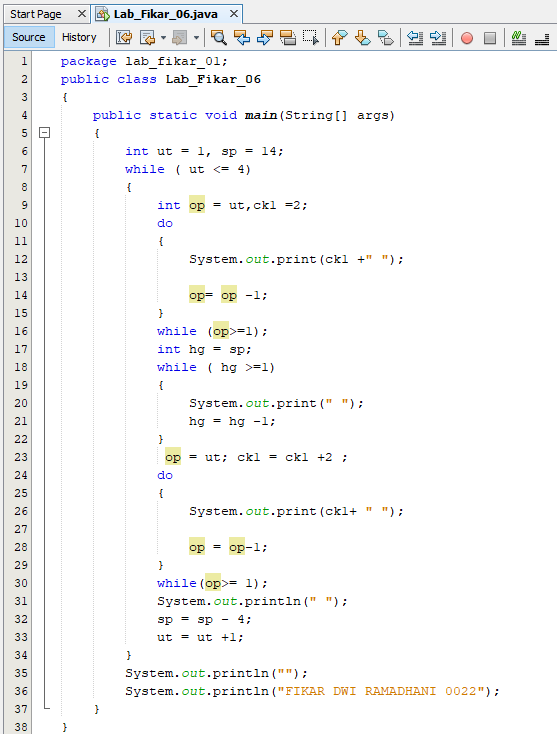 Start Page Lab_Fikar_06.java
Source History
1 package lab_fikar_01;
2 public class Lab_Fikar_06
3 {
4 public static void main(String[] args)
5 {
6 int ut = 1, sp = 14;
7 while ( ut <= 4)
8 {
9 int op = ut,ck1 =2;
10 do
11 {
12 System.out.print(ck1 +" ");
13
14 op= op -1;
15 }
16 while (op>=1);
17 int hg = sp;
18 while ( hg >=1)
19 {
20 System.out.print(" ");
21 hg = hg -1;
22 }
23 op = ut; ck1 = ck1 +2 ;
24 do
25 {
26 System.out.print(ck1+ " ");
27
28 op = op-1;
29 }
30 while(op>= 1);
31 System.out.println(" ");
32 sp = sp - 4;
33 ut = ut +1;
34 }
35 System.out.println("");
36 System.out.println("FIKAR DWI RAMADHANI 0022");
37 }
38 }